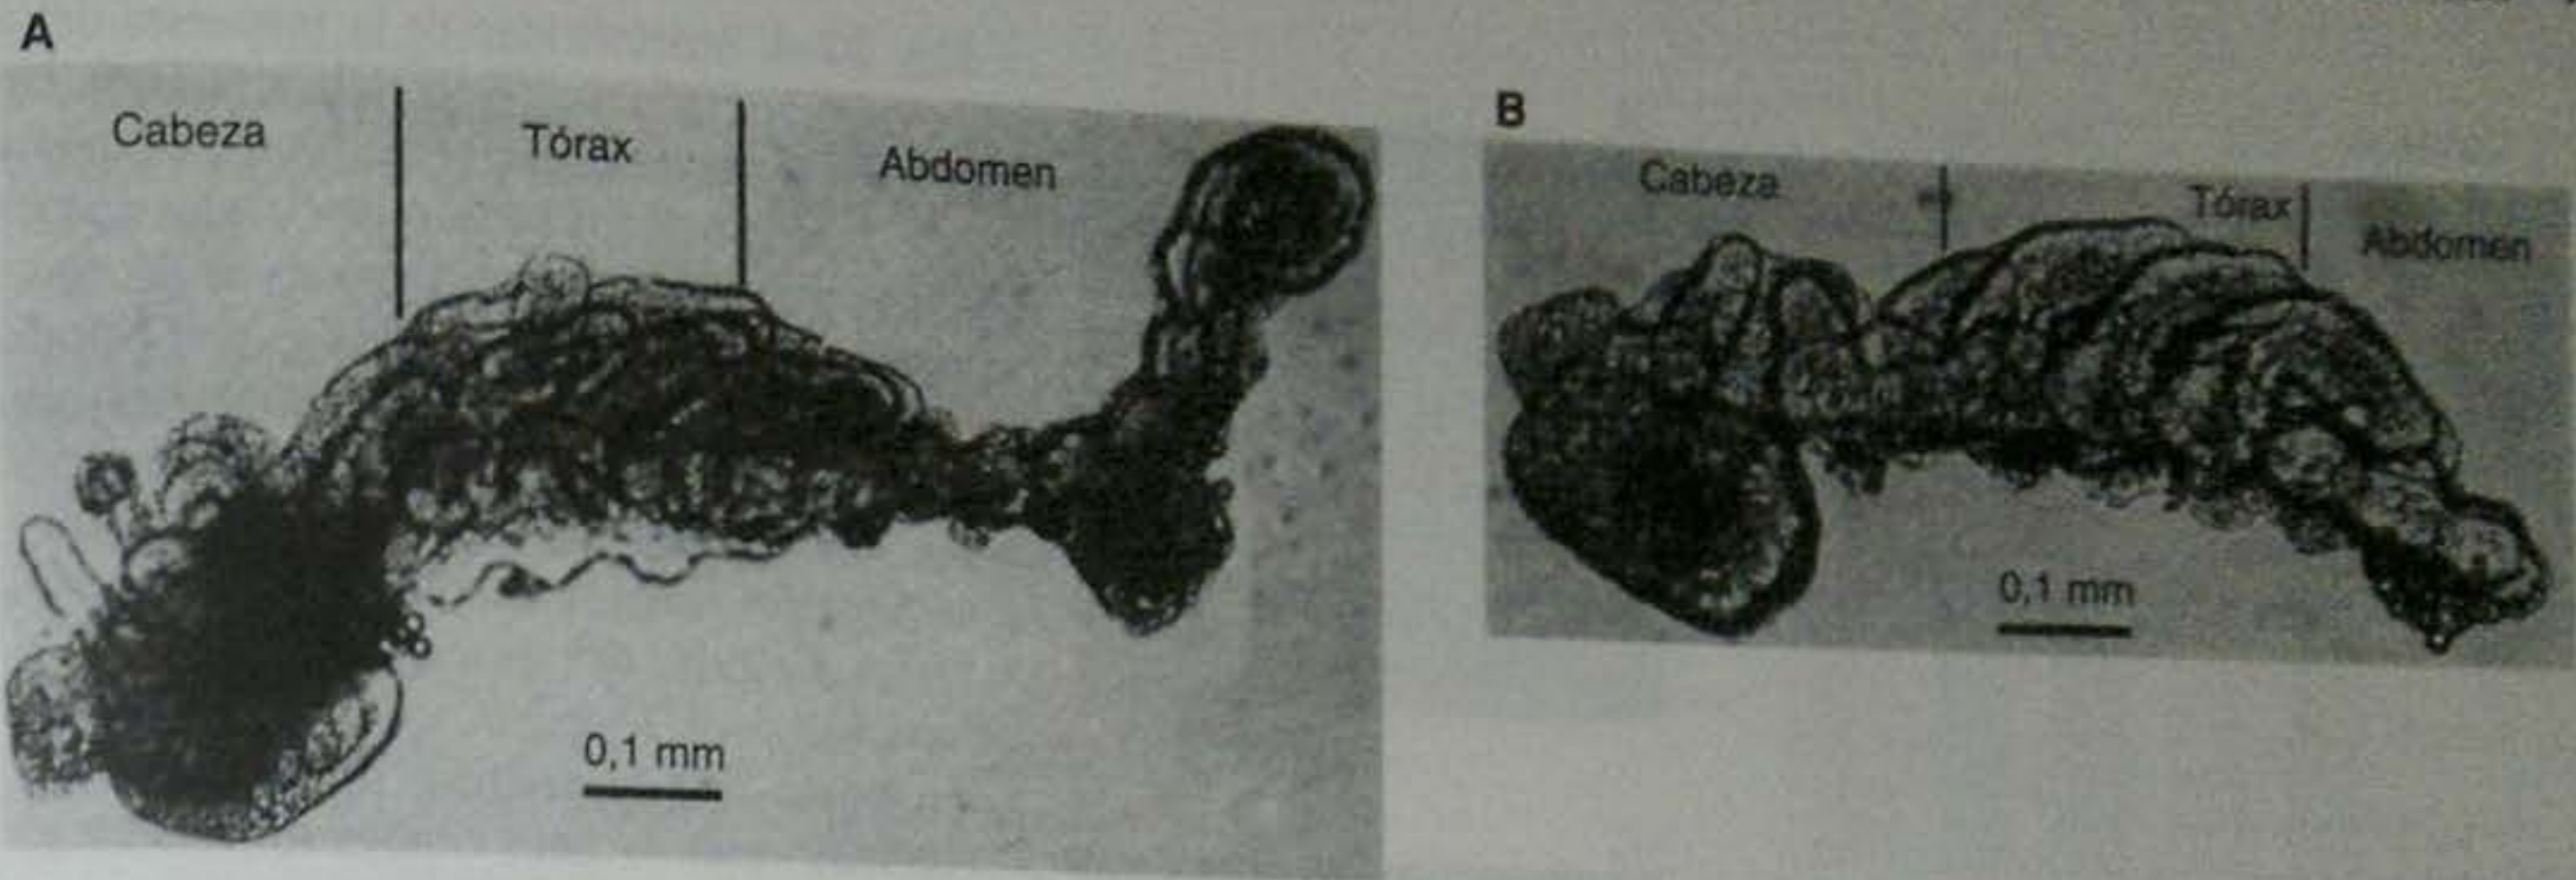 A
Cabeza
Tórax
Abdomen
0,1 mm
B
Cabeza
Tórax
Abdomen
0,1 mm